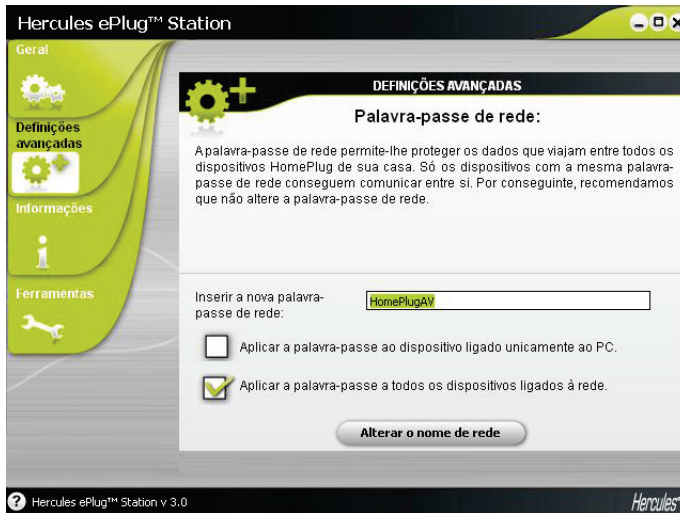 Hercules ePlug™ Station
Geral
Definições
avançadas
Informações
Ferramentas
DEFINIÇÕES AVANÇADAS
Palavra-passe de rede:
A palavra-passe de rede permite-lhe proteger os dados que viajam entre todos os
dispositivos HomePlug de sua casa. Só os dispositivos com a mesma palavra-
passe de rede conseguem comunicar entre si. Por conseguinte, recomendamos
que não altere a palavra-passe de rede.
Inserir a nova palavra-
passe de rede:
HomePlugAV
Aplicar a palavra-passe ao dispositivo ligado unicamente ao PC.
Aplicar a palavra-passe a todos os dispositivos ligados à rede.
Alterar o nome de rede
? Hercules ePlug™ Station v 3.0
Hercules